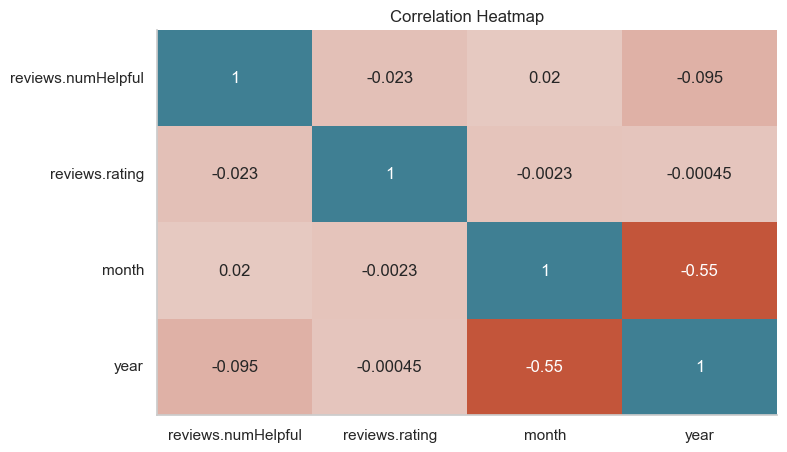 Correlation Heatmap
reviews.numHelpful 1 -0.023 0.02 -0.095
reviews.rating -0.023 1 -0.0023 -0.00045
month 0.02 -0.0023 1 -0.55
year -0.095 -0.00045 -0.55 1
reviews.numHelpful reviews.rating month year